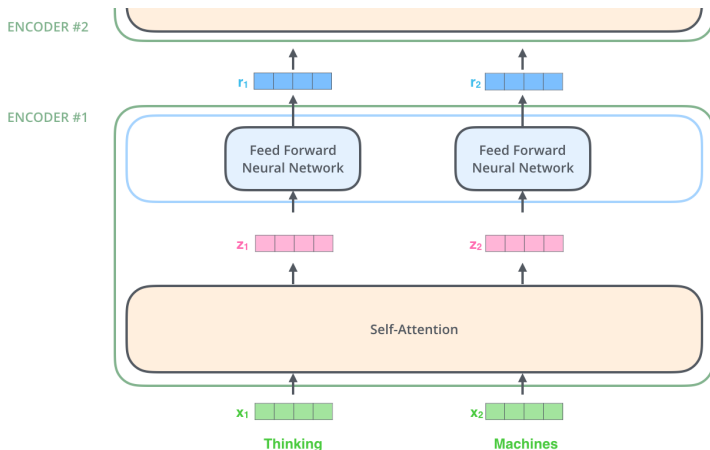 ENCODER #2
r1 r2
ENCODER #1
Feed Forward Neural Network
Feed Forward Neural Network
z1 z2
Self-Attention
x1 x2
Thinking Machines